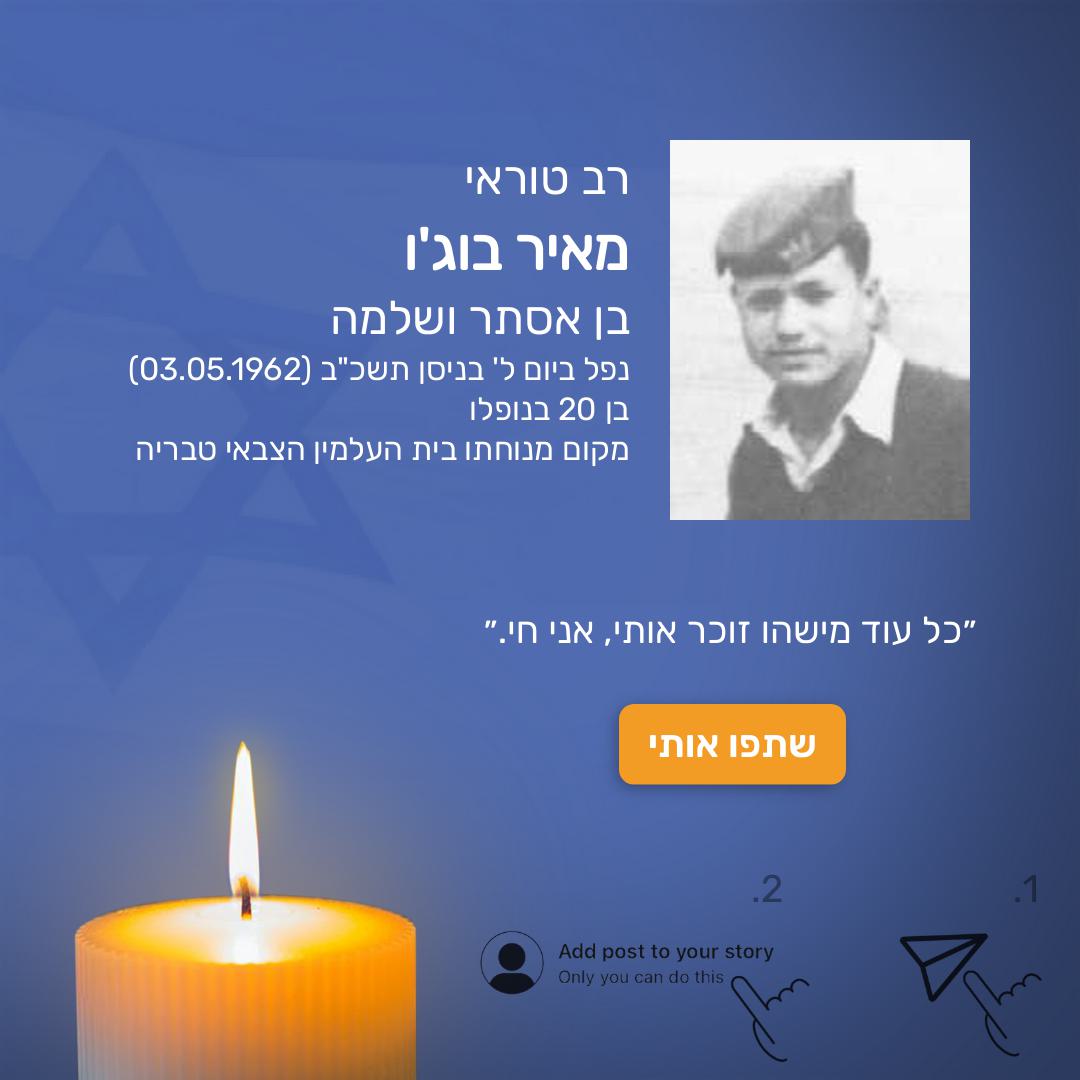 רב טוראי
מאיר בוג'ו
בן אסתר ושלמה
נפל ביום ל' בניסן תשכ"ב (03.05.1962)
בן 20 בנופלו
מקום מנוחתו בית העלמין הצבאי טבריה
״כל עוד מישהו זוכר אותי, אני חי.״
שתפו אותי
1.
2.
Add post to your story
Only you can do this